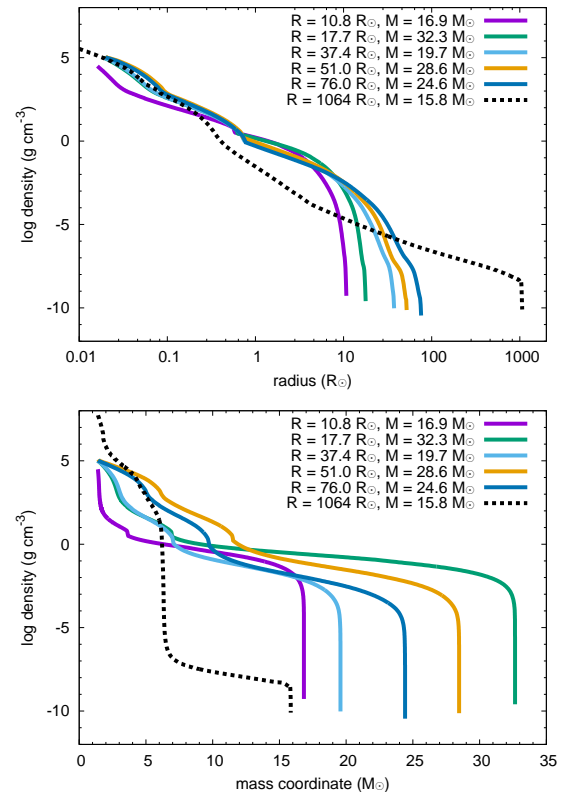 R = 10.8 R☉, M = 16.9 M☉
R = 17.7 R☉, M = 32.3 M☉
R = 37.4 R☉, M = 19.7 M☉
R = 51.0 R☉, M = 28.6 M☉
R = 76.0 R☉, M = 24.6 M☉
R = 1064 R☉, M = 15.8 M☉
5
0
-5
-10
log density (g cm⁻³)
0.01 0.1 1 10 100 1000
radius (R☉)
R = 10.8 R☉, M = 16.9 M☉
R = 17.7 R☉, M = 32.3 M☉
R = 37.4 R☉, M = 19.7 M☉
R = 51.0 R☉, M = 28.6 M☉
R = 76.0 R☉, M = 24.6 M☉
R = 1064 R☉, M = 15.8 M☉
5
0
-5
-10
log density (g cm⁻³)
0 5 10 15 20 25 30 35
mass coordinate (M☉)